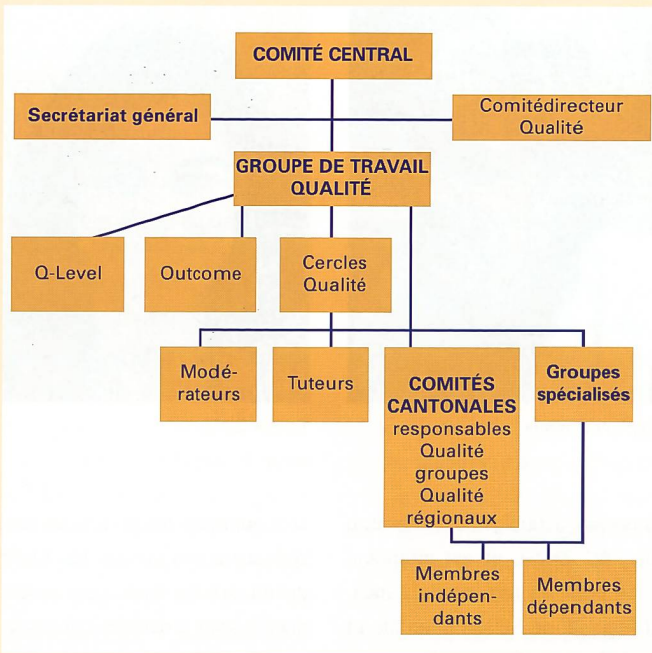 COMITÉ CENTRAL
Secrétariat général
Comitédirecteur
Qualité
GROUPE DE TRAVAIL
QUALITÉ
Q-Level
Outcome
Cercles
Qualité
Modé-
rateurs
Tuteurs
COMITÉS
CANTONALES
responsables
Qualité
groupes
Qualité
régionaux
Groupes
spécialisés
Membres
indépen-
dants
Membres
dépendants